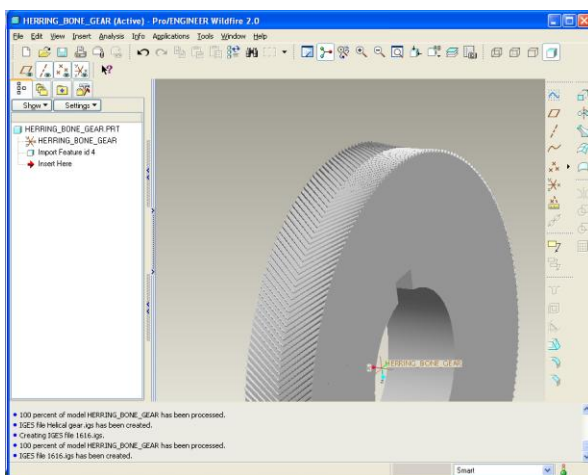 HERRING_BONE_GEAR (Active) - Pro/ENGINEER Wildfire 2.0
File Edit View Insert Analysis Info Applications Tools Window Help
Show Settings
HERRING_BONE_GEAR.PRT
HERRING_BONE_GEAR
Import Feature id 4
Insert Here
HERRING_BONE_GEAR
100 percent of model HERRING_BONE_GEAR has been processed.
IGES file Helical gear.igs has been created.
Creating IGES file 1616.igs.
100 percent of model HERRING_BONE_GEAR has been processed.
IGES file 1616.igs has been created.
Smart